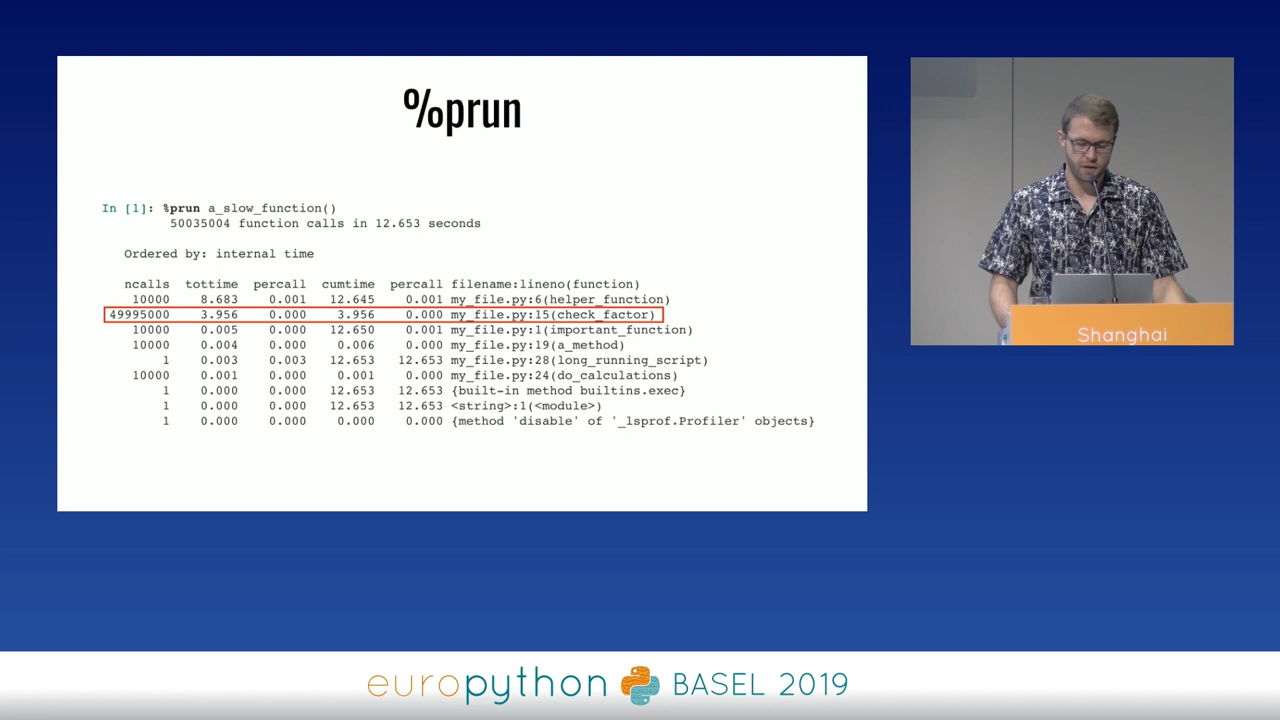 %prun
In [1]: %prun a_slow_function()
50035004 function calls in 12.653 seconds
Ordered by: internal time
ncalls tottime percall cumtime percall filename:lineno(function)
10000 8.683 0.001 12.645 0.001 my_file.py:6(helper_function)
49995000 3.956 0.000 3.956 0.000 my_file.py:15(check_factor)
10000 0.005 0.000 12.650 0.001 my_file.py:1(important_function)
10000 0.004 0.000 0.006 0.000 my_file.py:19(a_method)
1 0.003 0.003 12.653 12.653 my_file.py:28(long_running_script)
10000 0.001 0.000 0.001 0.000 my_file.py:24(do_calculations)
1 0.000 0.000 12.653 12.653 {built-in method builtins.exec}
1 0.000 0.000 12.653 12.653 <string>:1(<module>)
1 0.000 0.000 0.000 0.000 {method 'disable' of '_lsprof.Profiler' objects}
Shanghai
europython BASEL 2019